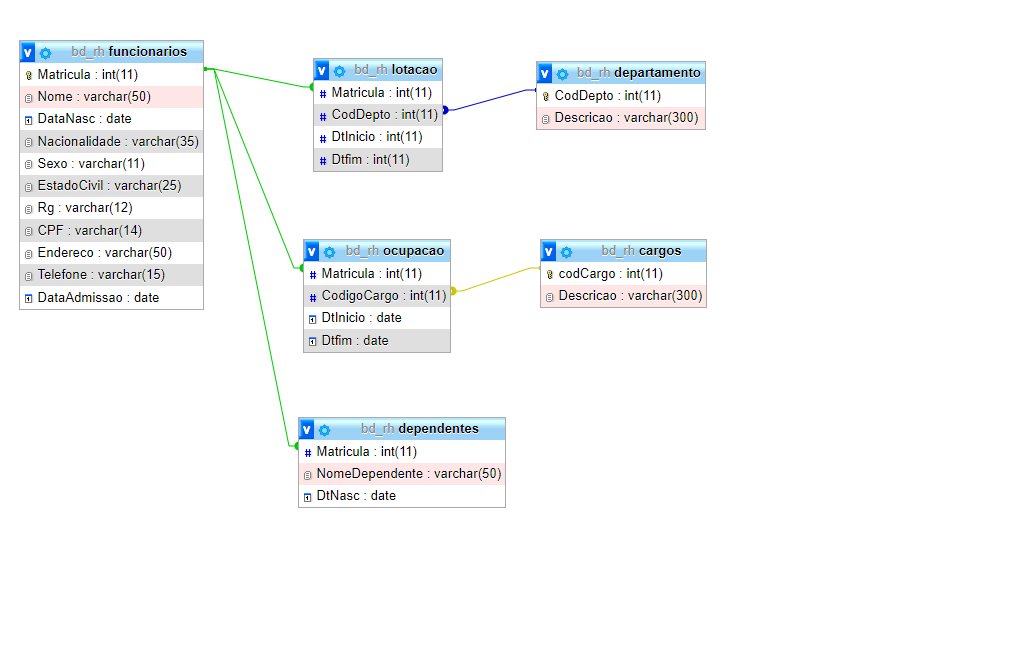 v bd_rh funcionarios
Matricula : int(11)
Nome : varchar(50)
DataNasc : date
Nacionalidade : varchar(35)
Sexo : varchar(11)
EstadoCivil : varchar(25)
Rg : varchar(12)
CPF : varchar(14)
Endereco : varchar(50)
Telefone : varchar(15)
DataAdmissao : date
v bd_rh lotacao
# Matricula : int(11)
# CodDepto : int(11)
# DtInicio : int(11)
# Dtfim : int(11)
v bd_rh departamento
CodDepto : int(11)
Descricao : varchar(300)
v bd_rh ocupacao
# Matricula : int(11)
# CodigoCargo : int(11)
DtInicio : date
Dtfim : date
v bd_rh cargos
codCargo : int(11)
Descricao : varchar(300)
v bd_rh dependentes
# Matricula : int(11)
NomeDependente : varchar(50)
DtNasc : date